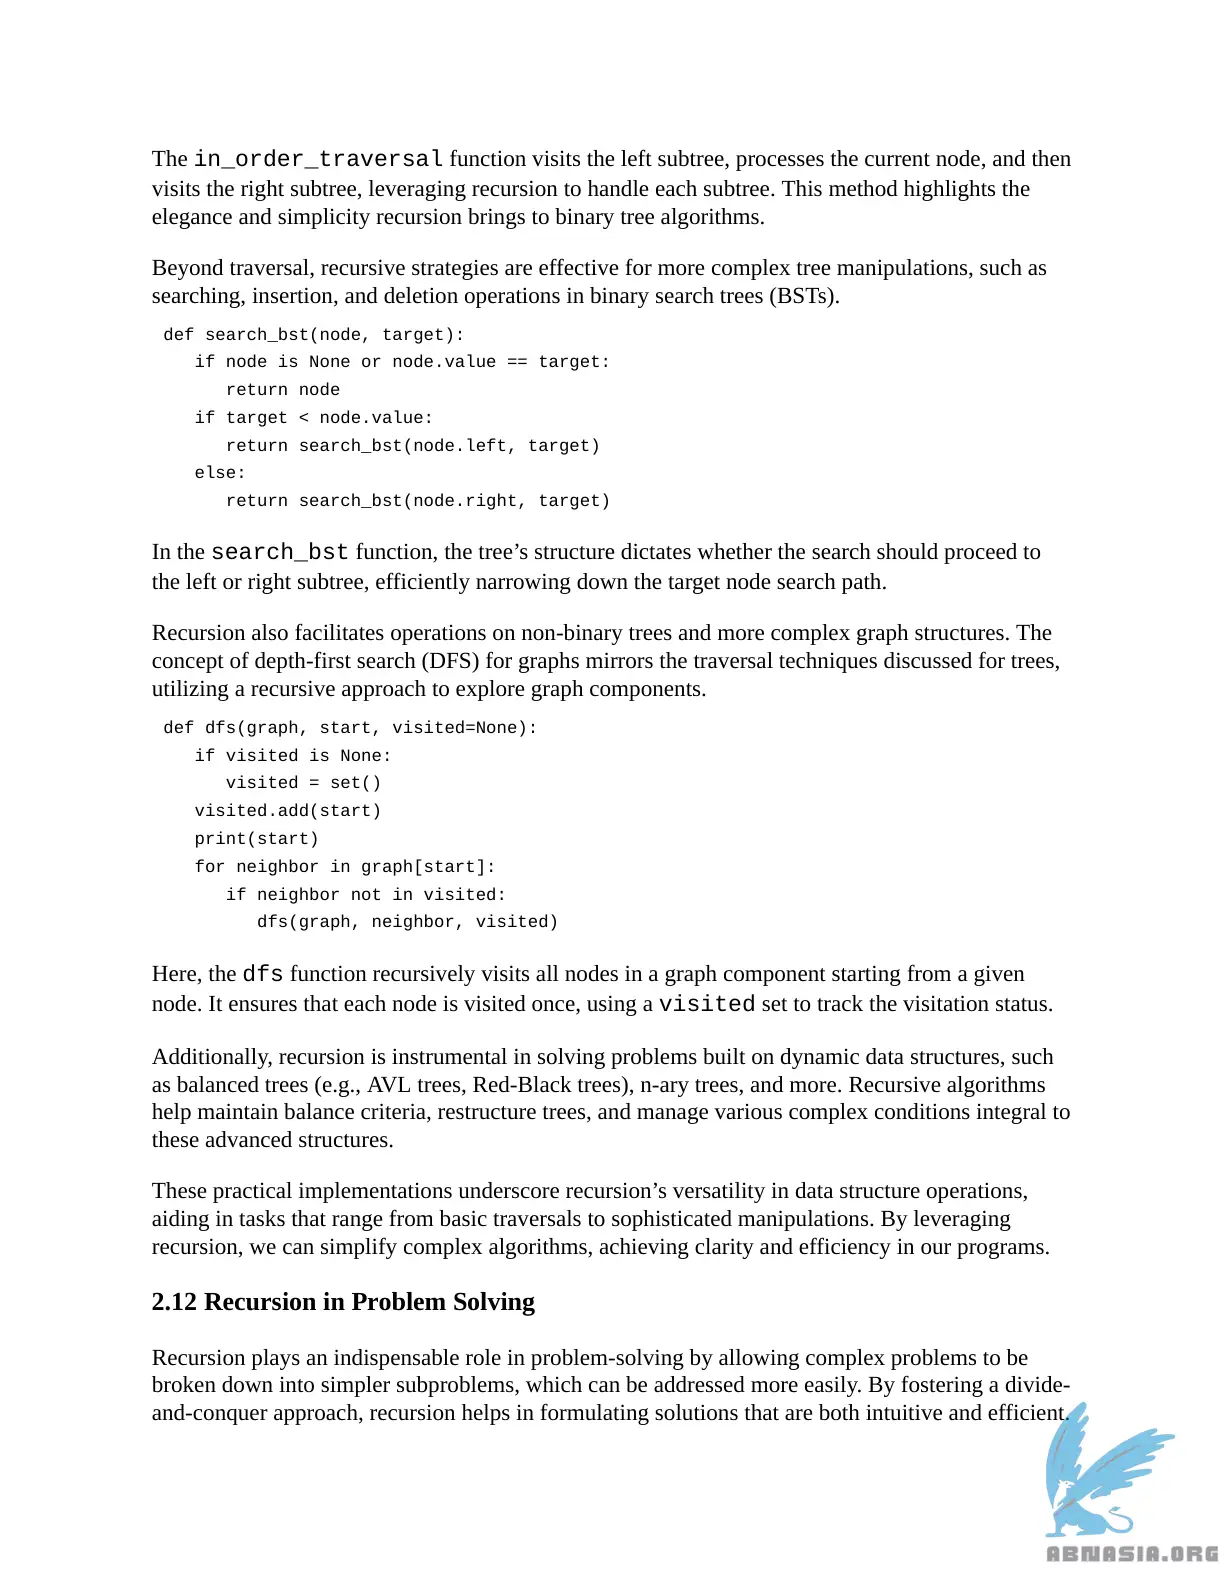 The in_order_traversal function visits the left subtree, processes the current node, and then
visits the right subtree, leveraging recursion to handle each subtree. This method highlights the
elegance and simplicity recursion brings to binary tree algorithms.
Beyond traversal, recursive strategies are effective for more complex tree manipulations, such as
searching, insertion, and deletion operations in binary search trees (BSTs).
def search_bst(node, target):
   if node is None or node.value == target:
      return node
   if target < node.value:
      return search_bst(node.left, target)
   else:
      return search_bst(node.right, target)
In the search_bst function, the tree’s structure dictates whether the search should proceed to
the left or right subtree, efficiently narrowing down the target node search path.
Recursion also facilitates operations on non-binary trees and more complex graph structures. The
concept of depth-first search (DFS) for graphs mirrors the traversal techniques discussed for trees,
utilizing a recursive approach to explore graph components.
def dfs(graph, start, visited=None):
   if visited is None:
      visited = set()
   visited.add(start)
   print(start)
   for neighbor in graph[start]:
      if neighbor not in visited:
         dfs(graph, neighbor, visited)
Here, the dfs function recursively visits all nodes in a graph component starting from a given
node. It ensures that each node is visited once, using a visited set to track the visitation status.
Additionally, recursion is instrumental in solving problems built on dynamic data structures, such
as balanced trees (e.g., AVL trees, Red-Black trees), n-ary trees, and more. Recursive algorithms
help maintain balance criteria, restructure trees, and manage various complex conditions integral to
these advanced structures.
These practical implementations underscore recursion’s versatility in data structure operations,
aiding in tasks that range from basic traversals to sophisticated manipulations. By leveraging
recursion, we can simplify complex algorithms, achieving clarity and efficiency in our programs.
2.12 Recursion in Problem Solving
Recursion plays an indispensable role in problem-solving by allowing complex problems to be
broken down into simpler subproblems, which can be addressed more easily. By fostering a divide-
and-conquer approach, recursion helps in formulating solutions that are both intuitive and efficient.
ABNASIA.ORG